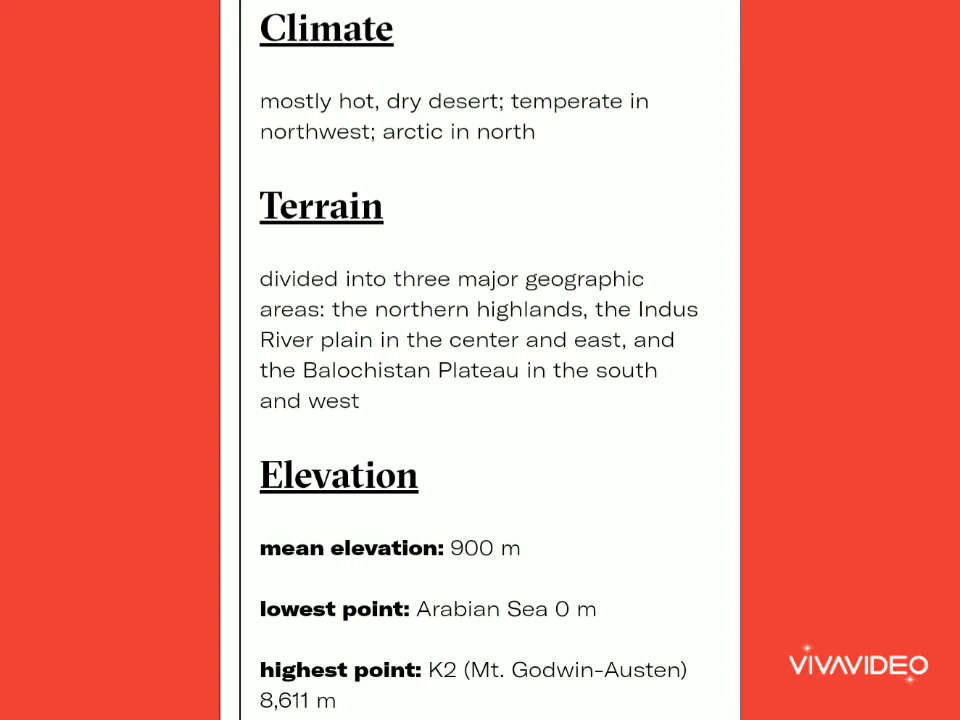 Climate
mostly hot, dry desert; temperate in
northwest; arctic in north
Terrain
divided into three major geographic
areas: the northern highlands, the Indus
River plain in the center and east, and
the Balochistan Plateau in the south
and west
Elevation
mean elevation: 900 m
lowest point: Arabian Sea 0 m
highest point: K2 (Mt. Godwin-Austen)
8,611 m
VIVAVIDEO